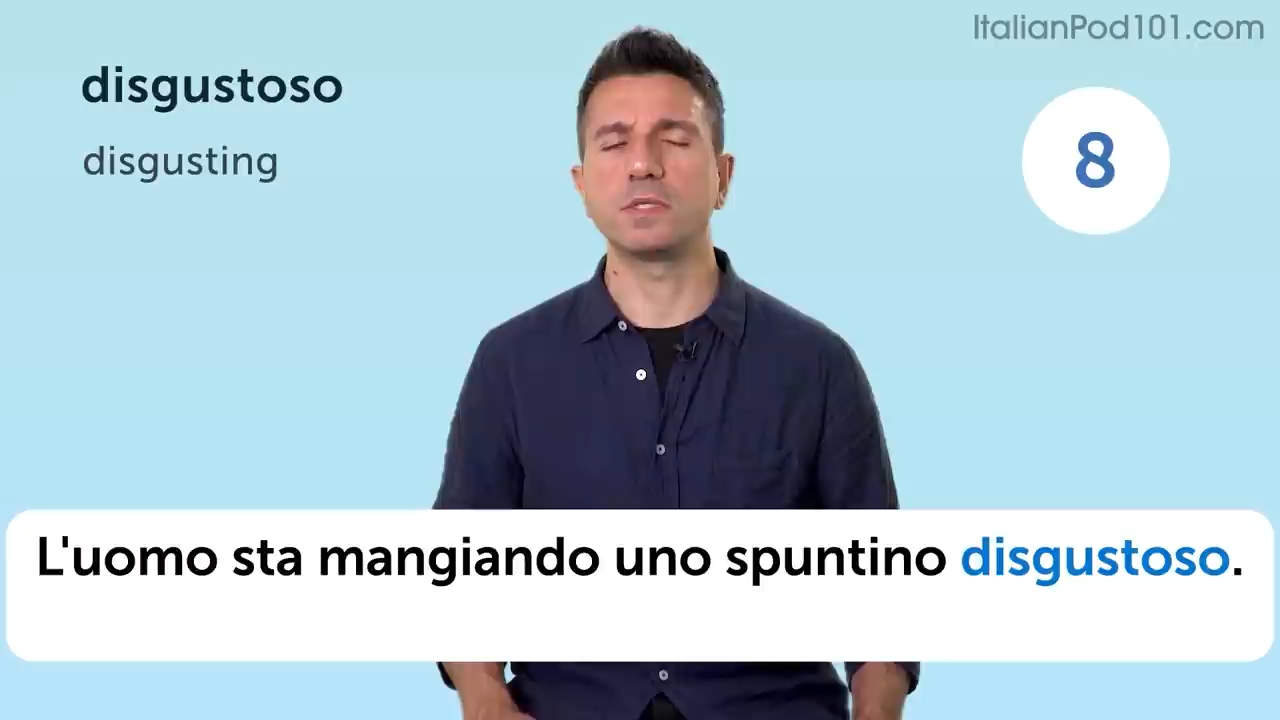 ItalianPod101.com
disgustoso
disgusting
8
L'uomo sta mangiando uno spuntino disgustoso.